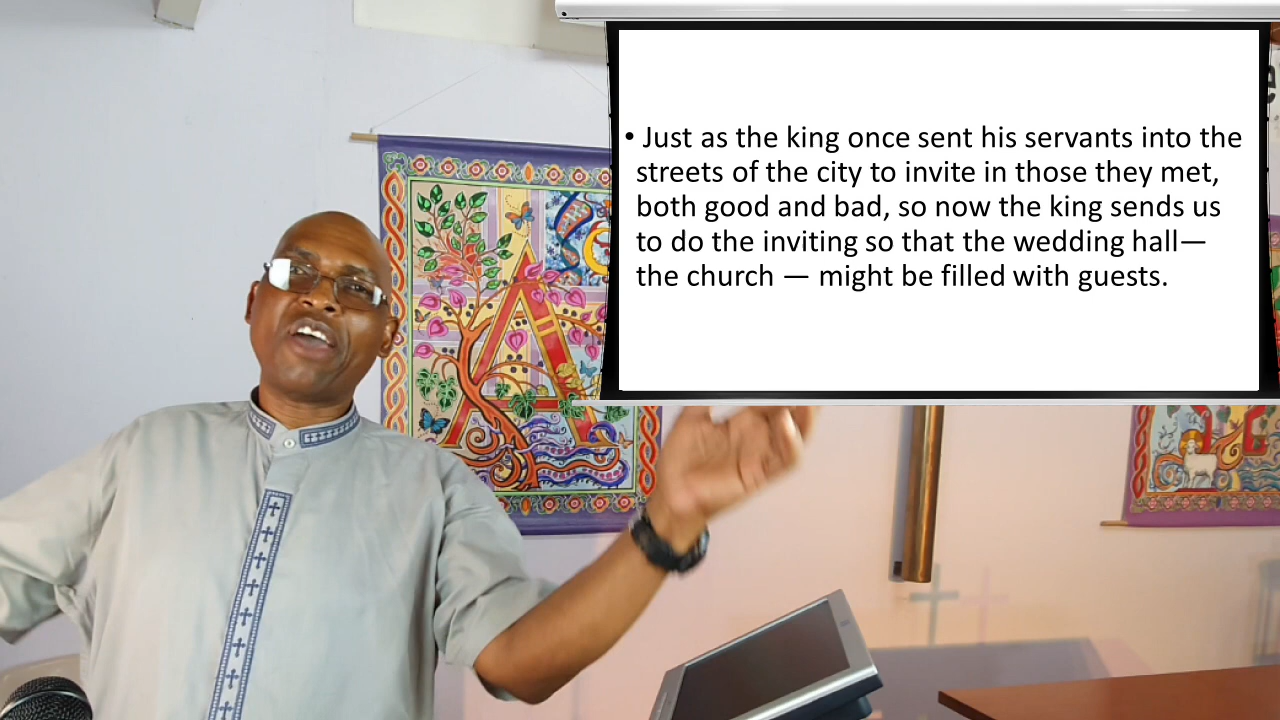 • Just as the king once sent his servants into the
streets of the city to invite in those they met,
both good and bad, so now the king sends us
to do the inviting so that the wedding hall—
the church — might be filled with guests.